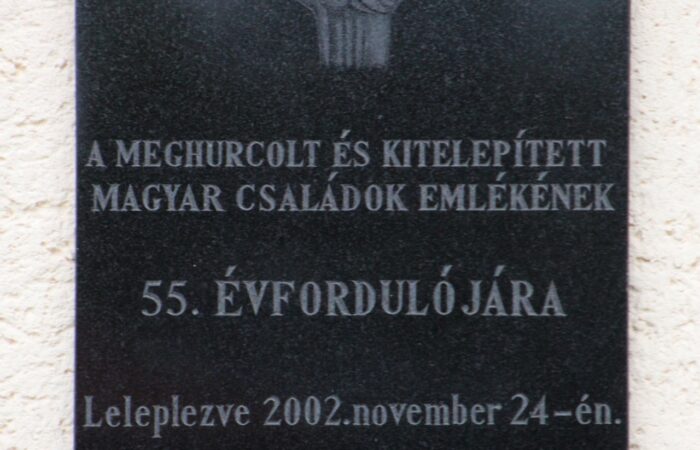 A MEGHURCOLT ÉS KITELEPÍTETT
MAGYAR CSALÁDOK EMLÉKÉNEK
55. ÉVFORDULÓJÁRA
Leleplezve 2002.november 24-én.